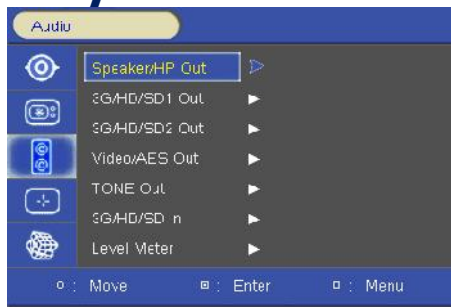 Audio
Speaker/HP Out
3G/HD/SD1 Out
3G/HD/SD2 Out
Video/AES Out
TONE Out
3G/HD/SD In
Level Meter
Move Enter Menu